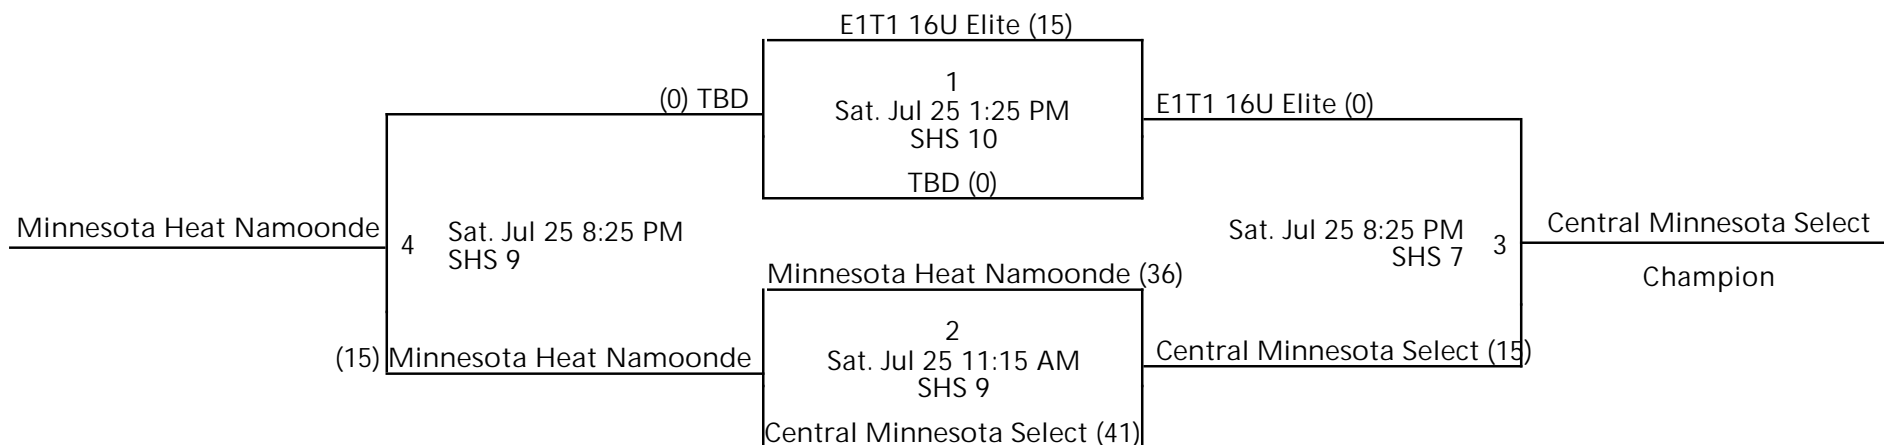 E1T1 16U Elite (15)
1
(0) TBD
Sat. Jul 25 1:25 PM
E1T1 16U Elite (0)
SHS 10
TBD (0)
Minnesota Heat Namoonde
4
Sat. Jul 25 8:25 PM
SHS 9
Sat. Jul 25 8:25 PM
SHS 7
3
Central Minnesota Select
Champion
Minnesota Heat Namoonde (36)
2
(15) Minnesota Heat Namoonde
Sat. Jul 25 11:15 AM
Central Minnesota Select (15)
SHS 9
Central Minnesota Select (41)